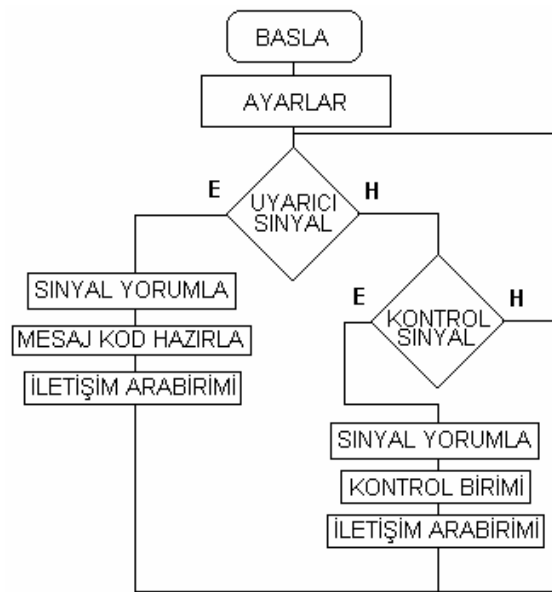 BASLA
AYARLAR
E
UYARICI
SINYAL
H
SINYAL YORUMLA
MESAJ KOD HAZIRLA
İLETİŞİM ARABİRİMİ
E
KONTROL
SINYAL
H
SINYAL YORUMLA
KONTROL BİRİMİ
İLETİŞİM ARABİRİMİ